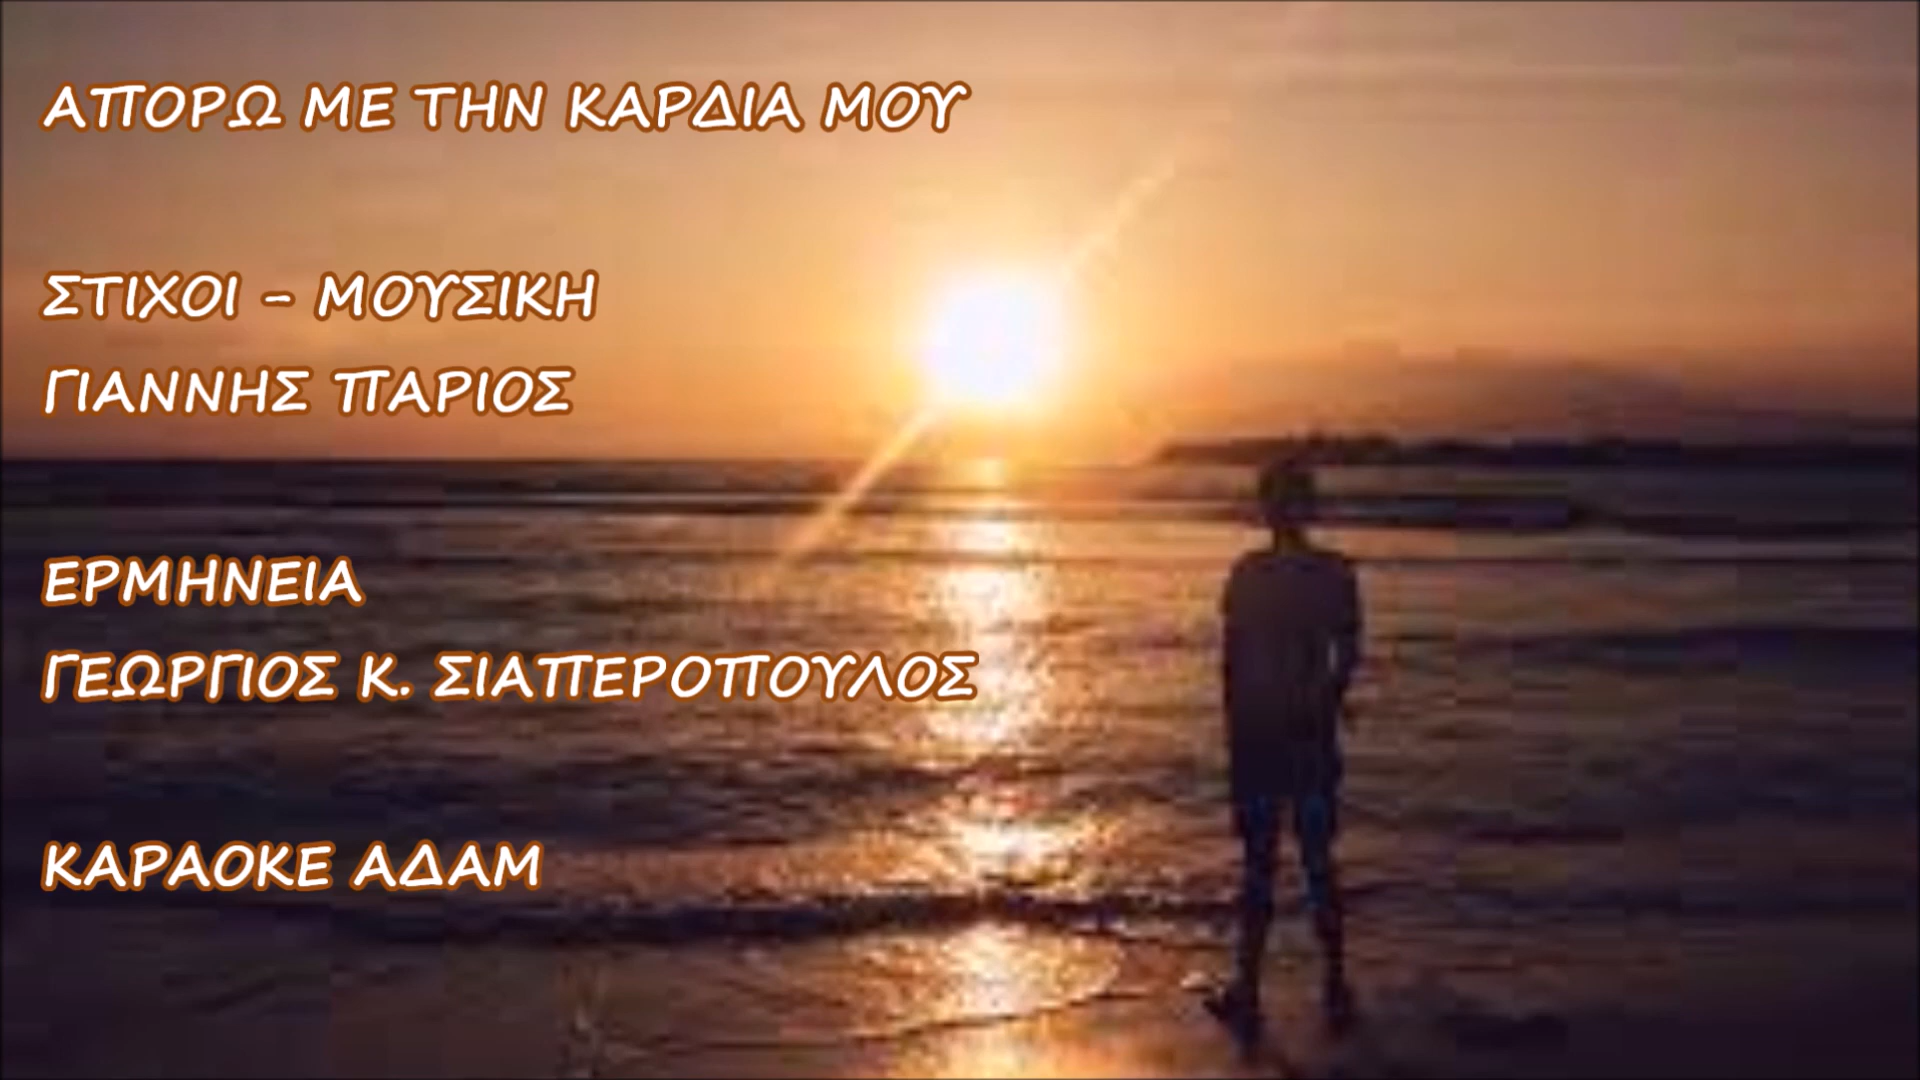 ΑΠΟΡΩ ΜΕ ΤΗΝ ΚΑΡΔΙΑ ΜΟΥ
ΣΤΙΧΟΙ - ΜΟΥΣΙΚΗ
ΓΙΑΝΝΗΣ ΠΑΡΙΟΣ
ΕΡΜΗΝΕΙΑ
ΓΕΩΡΓΙΟΣ Κ. ΣΙΑΠΕΡΟΠΟΥΛΟΣ
ΚΑΡΑΟΚΕ ΑΔΑΜ